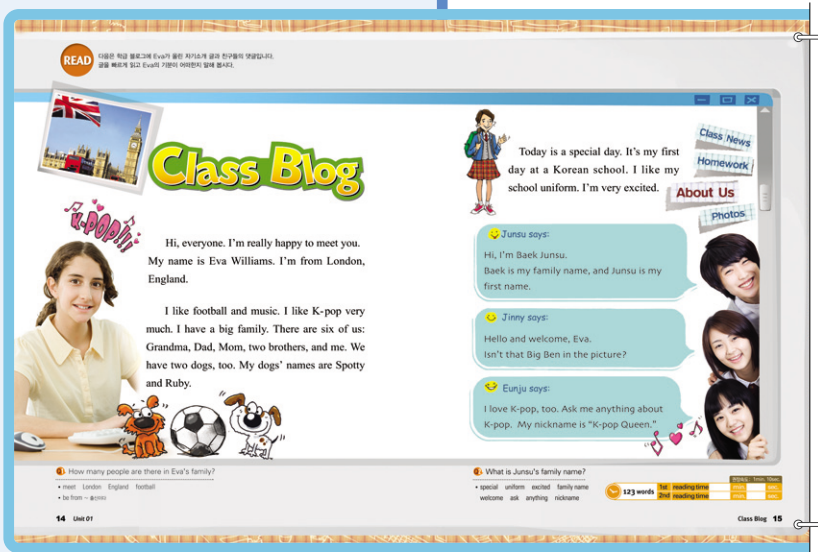 READ
다음은 학급 블로그에 Eva가 올린 자기소개 글과 친구들의 댓글입니다.
글을 빠르게 읽고 Eva의 기분이 어떠한지 말해 봅시다.
Class Blog
K-POP!!!
Hi, everyone. I'm really happy to meet you.
My name is Eva Williams. I'm from London,
England.
I like football and music. I like K-pop very
much. I have a big family. There are six of us:
Grandma, Dad, Mom, two brothers, and me. We
have two dogs, too. My dogs' names are Spotty
and Ruby.
Q1 How many people are there in Eva's family?
• meet London England football
• be from ~
14 Unit 01
Today is a special day. It's my first
day at a Korean school. I like my
school uniform. I'm very excited.
Class News
Homework
About Us
Photos
Junsu says:
Hi, I'm Baek Junsu.
Baek is my family name, and Junsu is my
first name.
Jinny says:
Hello and welcome, Eva.
Isn't that Big Ben in the picture?
Eunju says:
I love K-pop, too. Ask me anything about
K-pop. My nickname is "K-pop Queen."
What is Junsu's family name?
• special uniform excited family name
welcome ask anything nickname
123 words
1min. 10sec.
1st reading time min. sec.
2nd reading time min. sec.
Class Blog 15